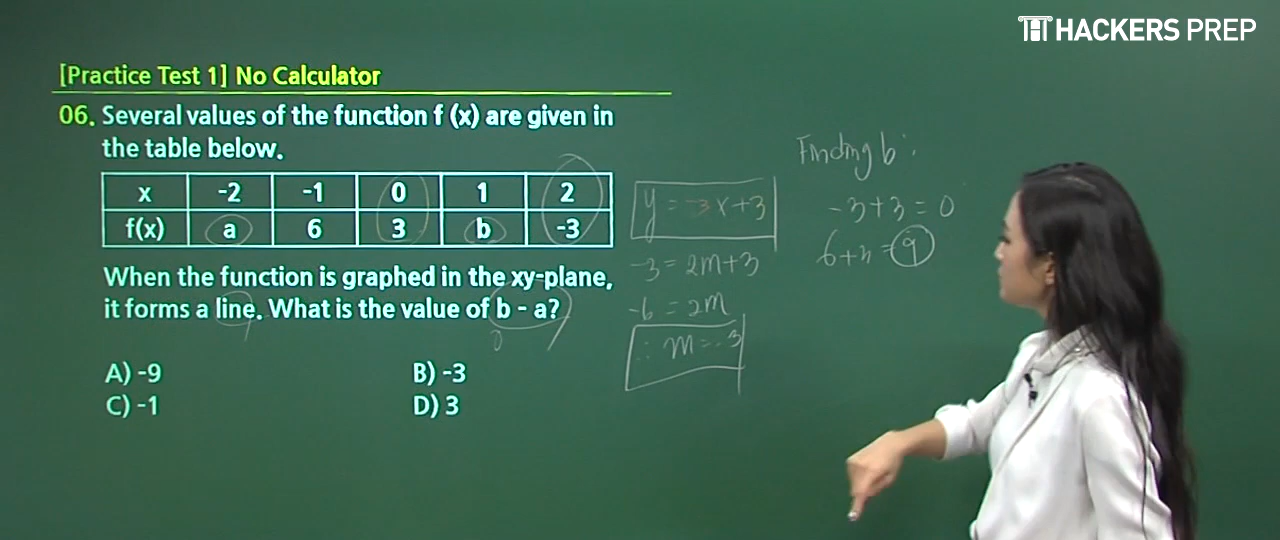 HACKERS PREP
[Practice Test 1] No Calculator
06. Several values of the function f (x) are given in
the table below.
x -2 -1 0 1 2
f(x) a 6 3 b -3
When the function is graphed in the xy-plane,
it forms a line. What is the value of b - a?
A) -9 B) -3
C) -1 D) 3
y = -3x+3
-3 = 2m+3
-6 = 2m
∴ m = -3
Finding b:
-3+3 = 0
6+3 = 9
0 9